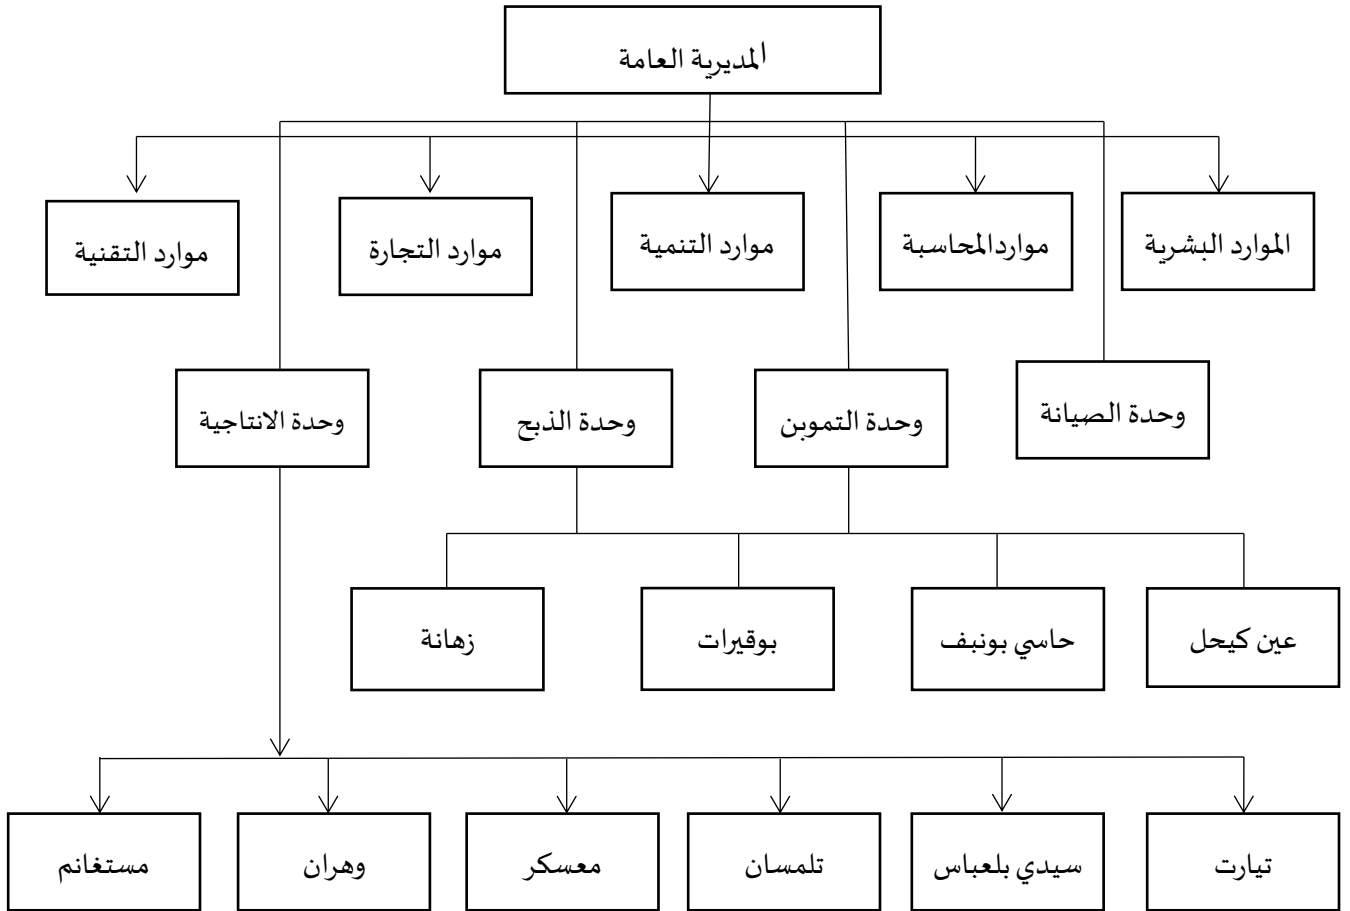 المديرية العامة
الموارد البشرية
مواردالمحاسبة
موارد التنمية
موارد التجارة
موارد التقنية
وحدة الصيانة
وحدة التموين
وحدة الذبح
وحدة الانتاجية
عين كيحل
حاسي بونيف
بوقيرات
زهانة
تيارت
سيدي بلعباس
تلمسان
معسكر
وهران
مستغانم